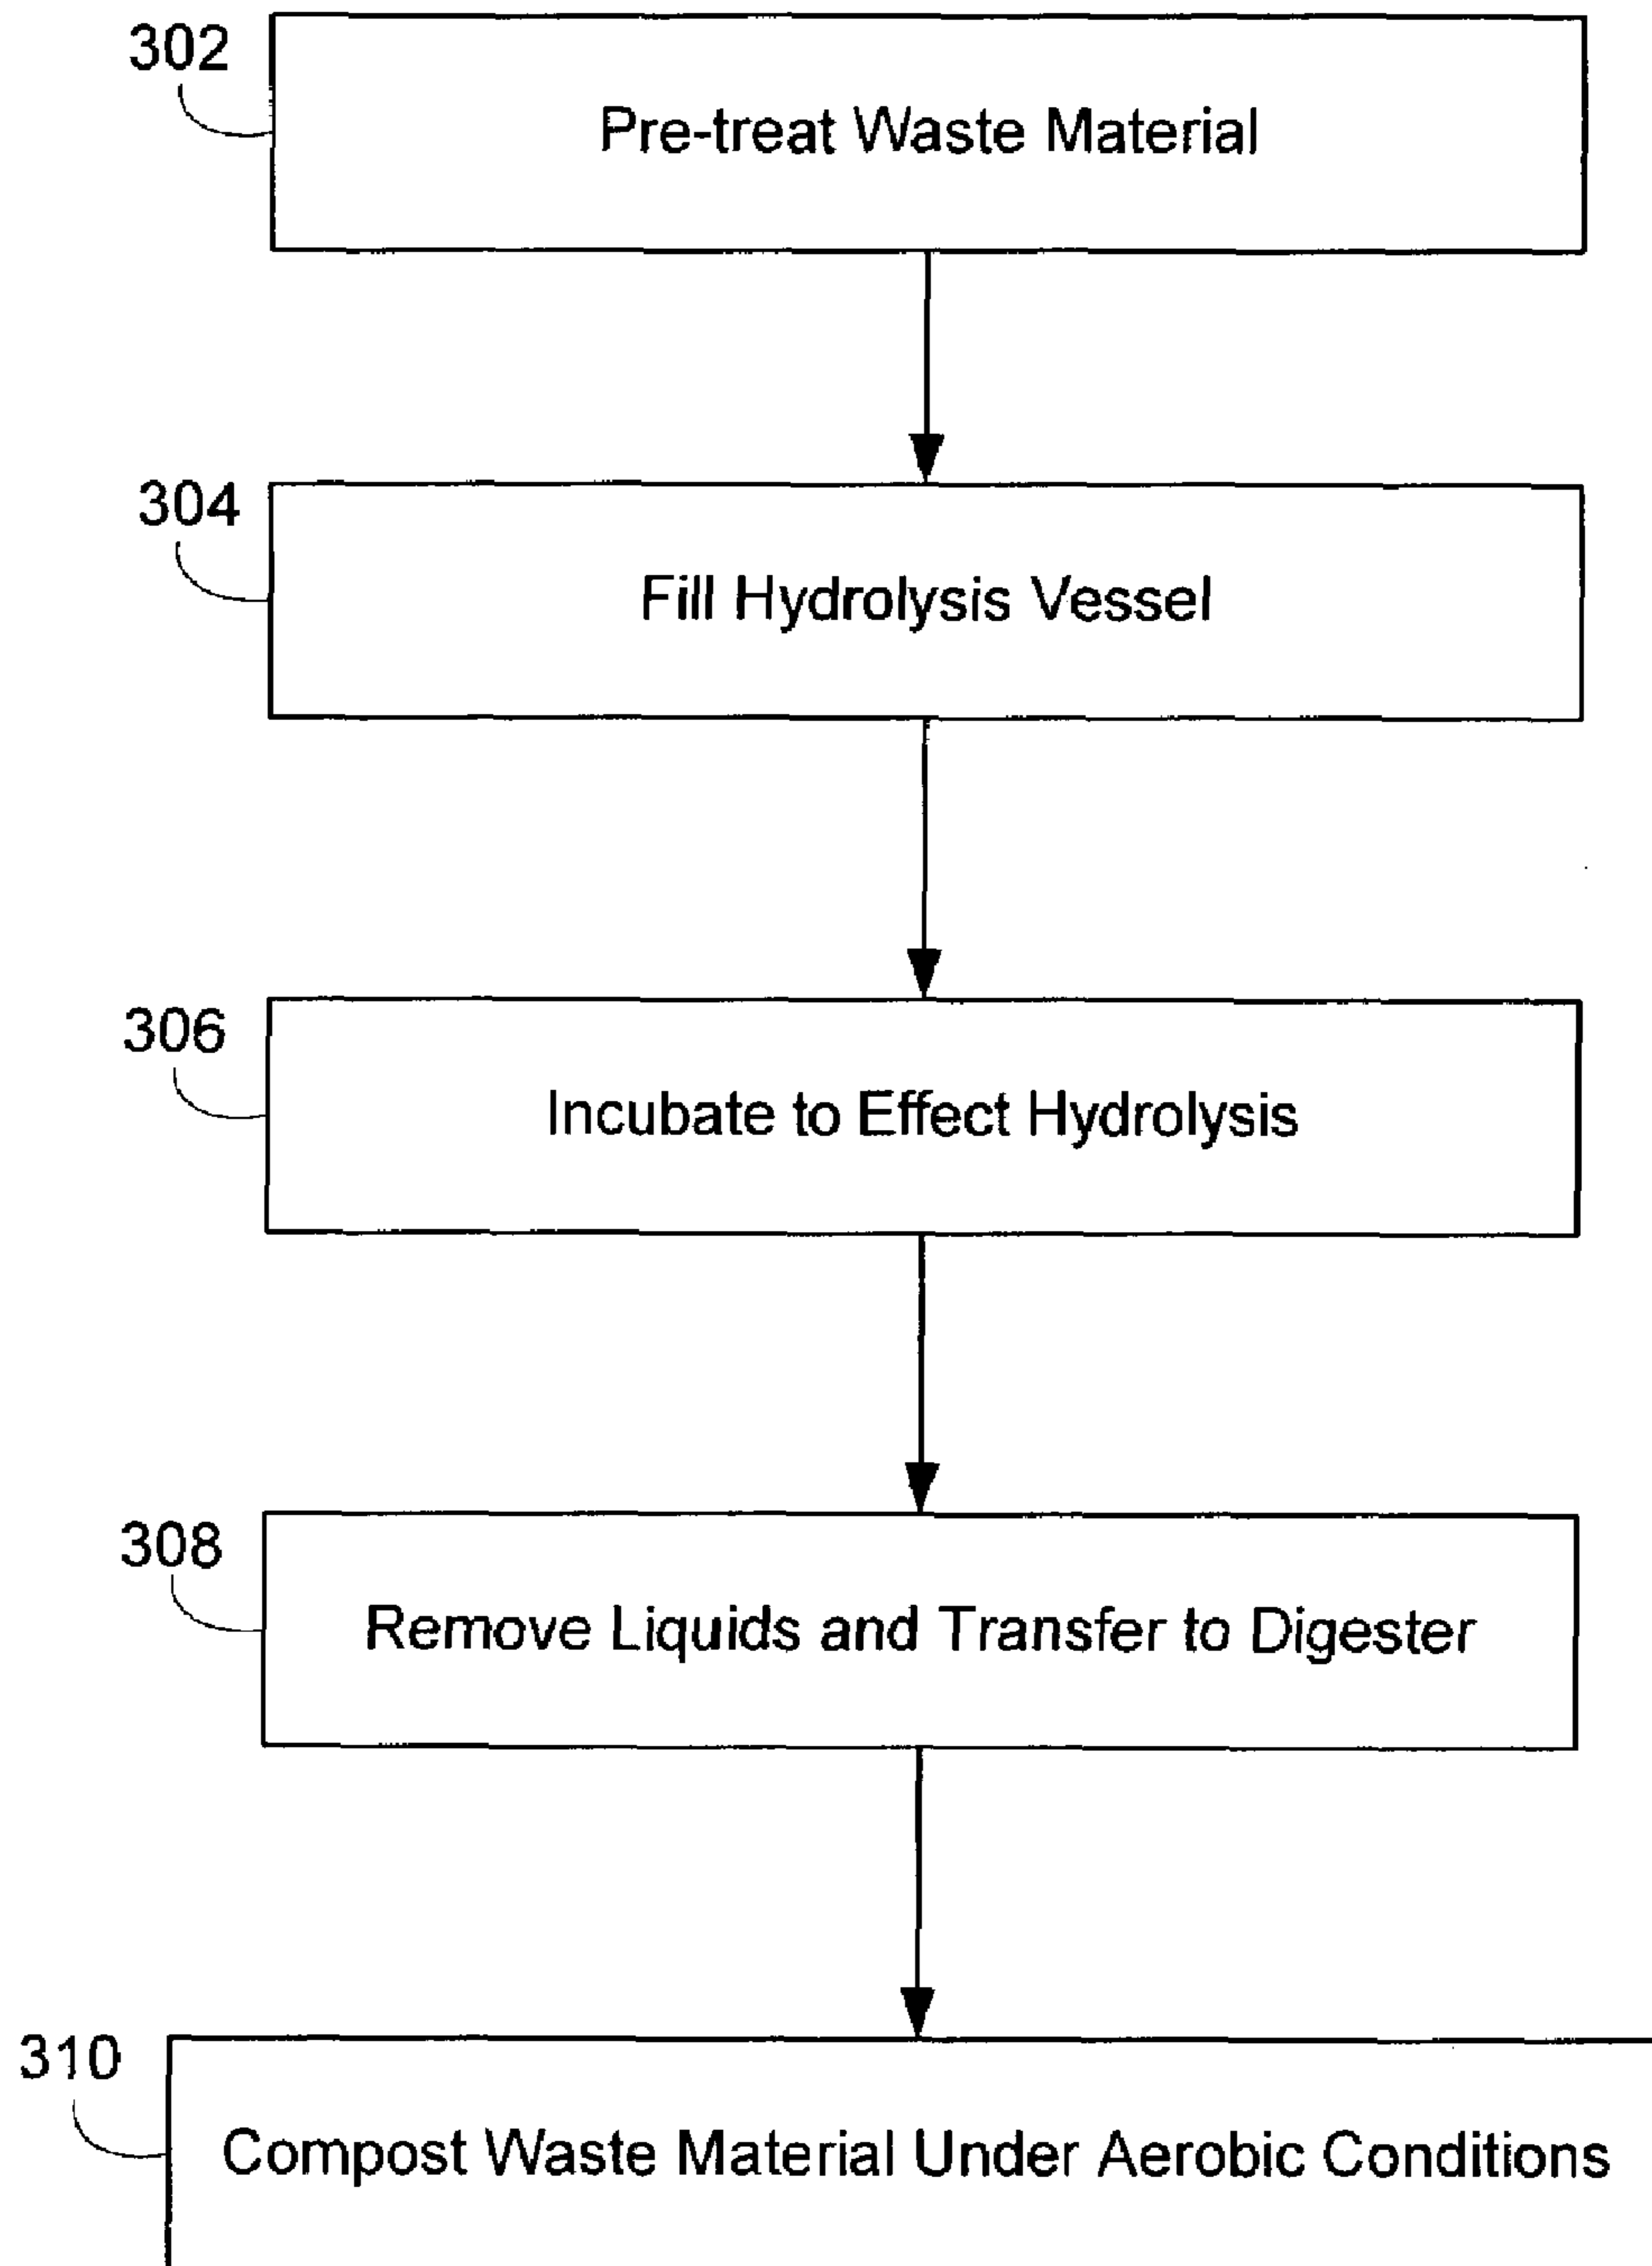 302
Pre-treat Waste Material
304
Fill Hydrolysis Vessel
306
Incubate to Effect Hydrolysis
308
Remove Liquids and Transfer to Digester
310
Compost Waste Material Under Aerobic Conditions